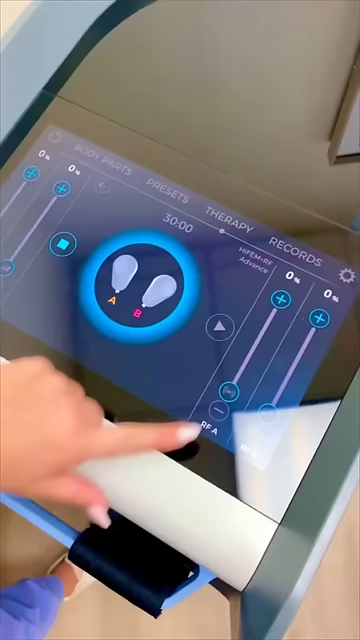 BODY PARTS PRESETS THERAPY RECORDS
0% 0%
30:00
HIFEM+RF
Advance
0% 0%
A B
RF A